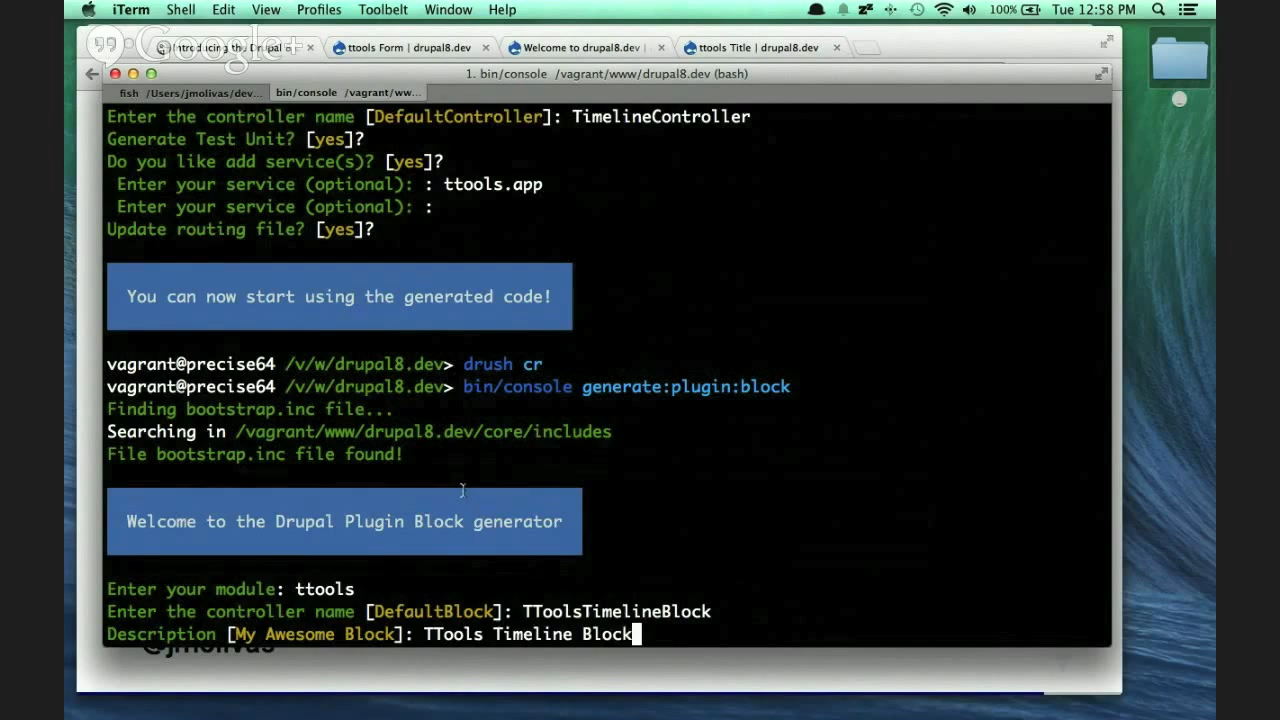 iTerm Shell Edit View Profiles Toolbelt Window Help 100% Tue 12:58 PM
Google+
Introducing the Drupal
ttools Form | drupal8.dev
Welcome to drupal8.dev |
ttools Title | drupal8.dev
1. bin/console /vagrant/www/drupal8.dev (bash)
fish /Users/jmolivas/dev...
bin/console /vagrant/ww...
Enter the controller name [DefaultController]: TimelineController
Generate Test Unit? [yes]?
Do you like add service(s)? [yes]?
Enter your service (optional): : ttools.app
Enter your service (optional): :
Update routing file? [yes]?
You can now start using the generated code!
vagrant@precise64 /v/w/drupal8.dev> drush cr
vagrant@precise64 /v/w/drupal8.dev> bin/console generate:plugin:block
Finding bootstrap.inc file...
Searching in /vagrant/www/drupal8.dev/core/includes
File bootstrap.inc file found!
Welcome to the Drupal Plugin Block generator
Enter your module: ttools
Enter the controller name [DefaultBlock]: TToolsTimelineBlock
Description [My Awesome Block]: TTools Timeline Block
@jmolivas